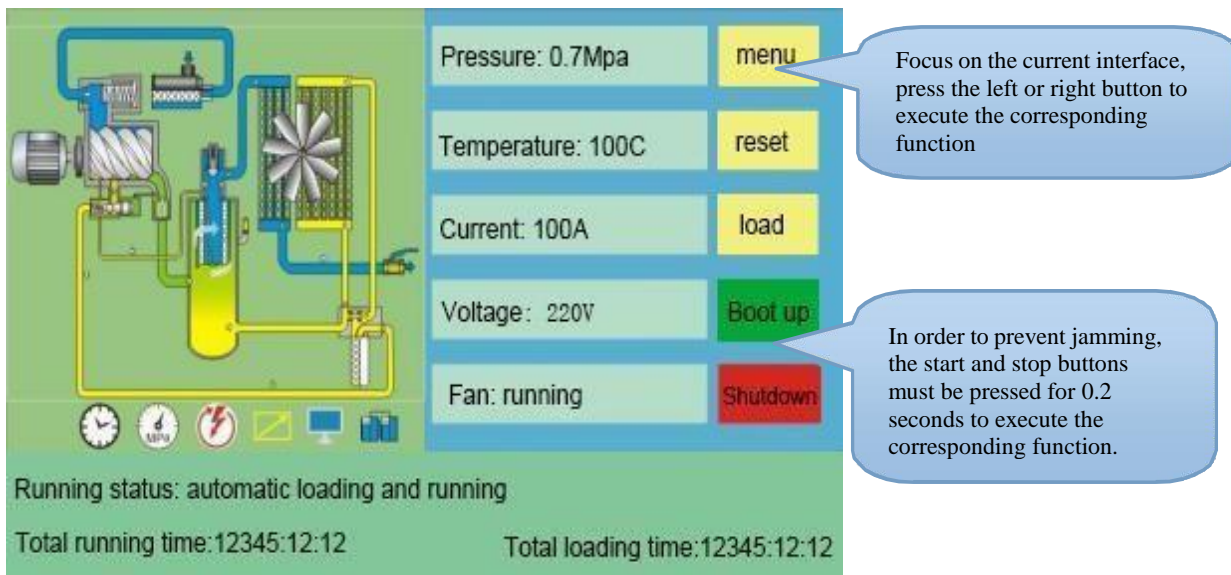 Pressure: 0.7Mpa
menu
Temperature: 100C
reset
Current: 100A
load
Voltage: 220V
Boot up
Fan: running
Shutdown
MPA
Running status: automatic loading and running
Total running time:12345:12:12
Total loading time:12345:12:12
Focus on the current interface,
press the left or right button to
execute the corresponding
function
In order to prevent jamming,
the start and stop buttons
must be pressed for 0.2
seconds to execute the
corresponding function.